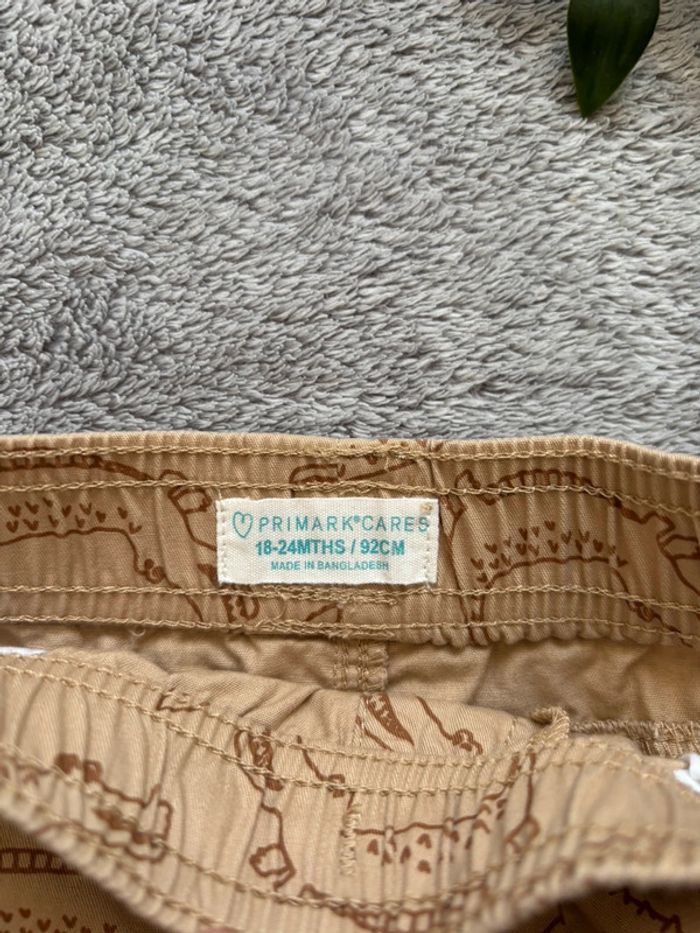 PRIMARK®CARES
18-24MTHS / 92CM
MADE IN BANGLADESH